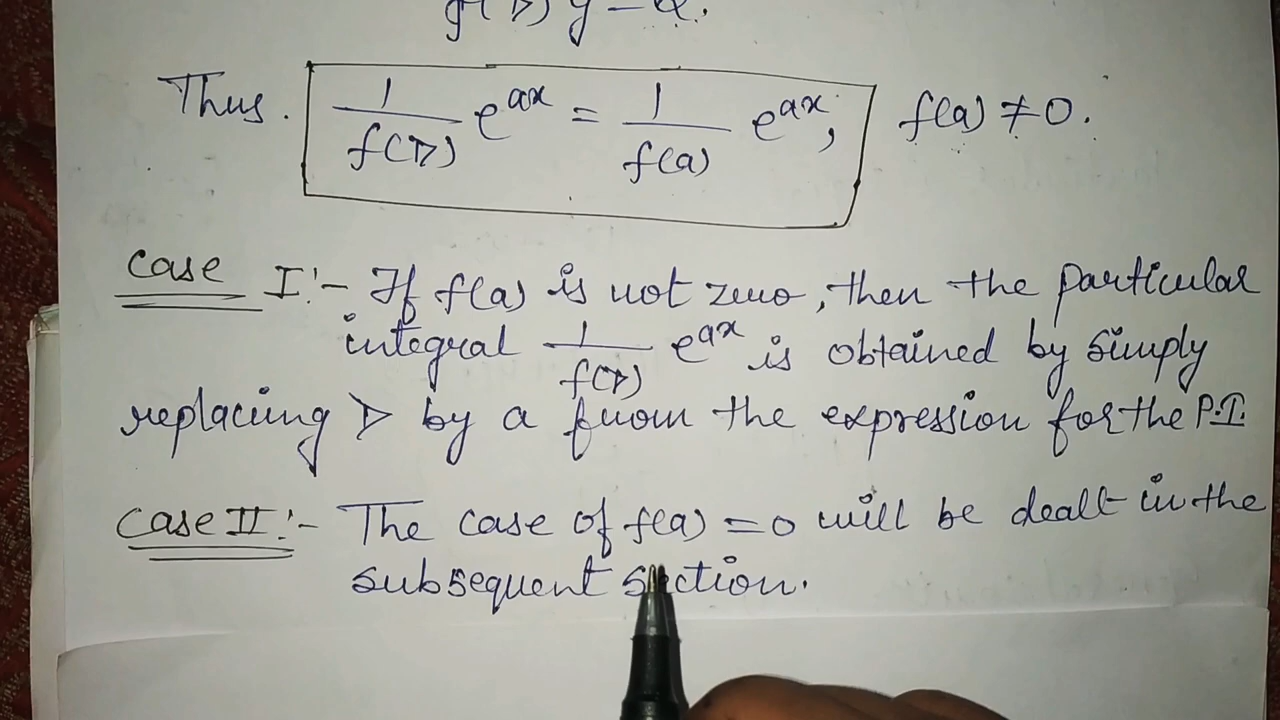 f(D) y = Q.
Thus. 1/f(D) e^ax = 1/f(a) e^ax, f(a) ≠ 0.
Case I:- If f(a) is not zero, then the particular
integral 1/f(D) e^ax is obtained by simply
replacing D by a from the expression for the P.I.
Case II:- The case of f(a) = 0 will be dealt in the
subsequent section.